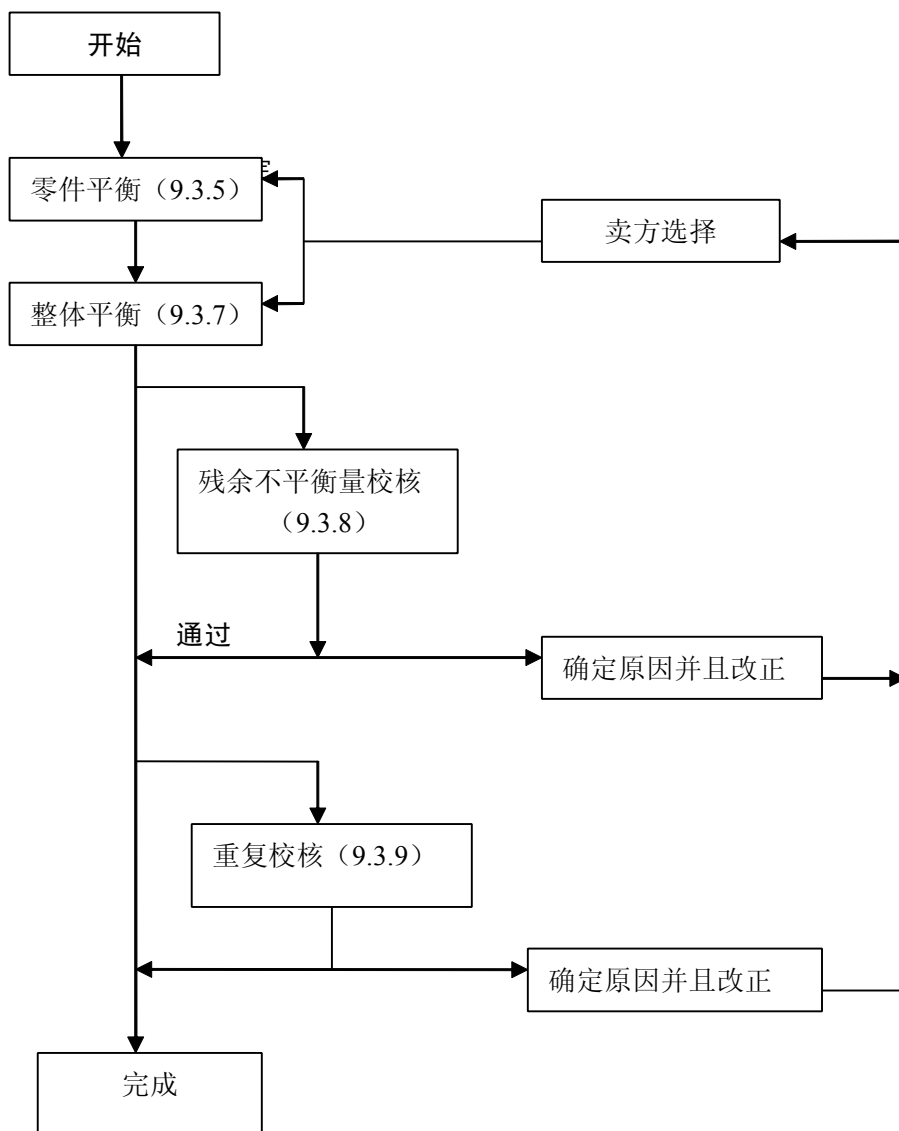 开始
零件平衡（9.3.5）
卖方选择
整体平衡（9.3.7）
残余不平衡量校核
（9.3.8）
通过
确定原因并且改正
重复校核（9.3.9）
确定原因并且改正
完成